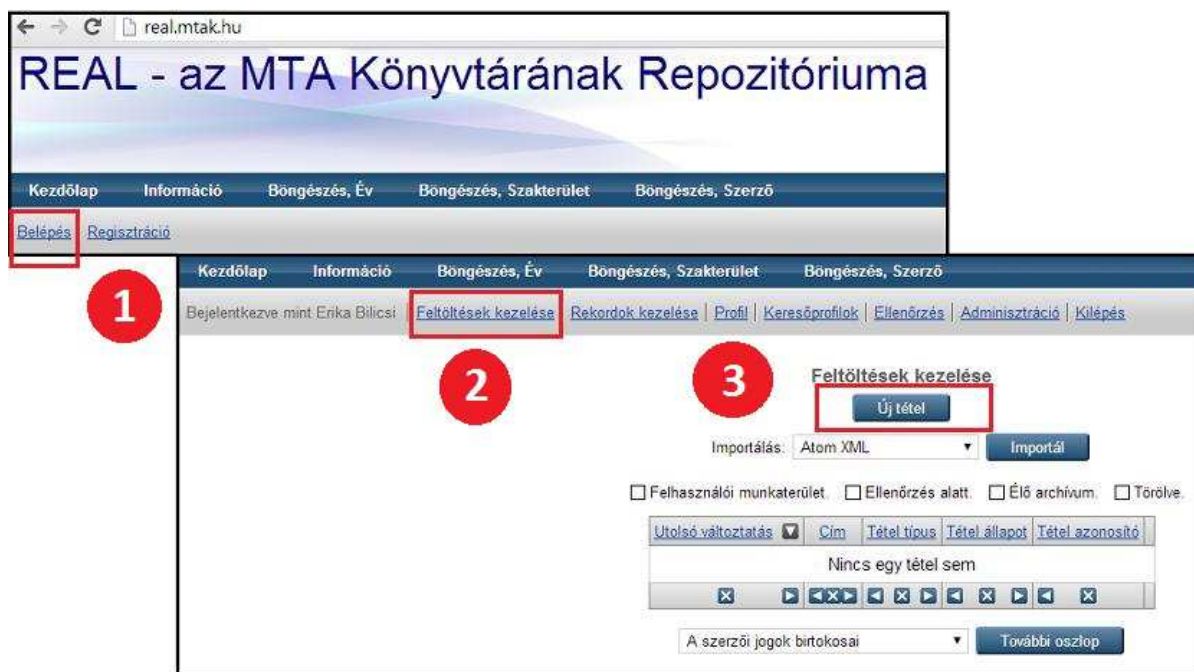 real.mtak.hu
REAL - az MTA Könyvtárának Repozitóriuma
Kezdőlap Információ Böngészés, Év Böngészés, Szakterület Böngészés, Szerző
Belépés Regisztráció
1
Kezdőlap Információ Böngészés, Év Böngészés, Szakterület Böngészés, Szerző
Bejelentkezve mint Erika Bilicsi | Feltöltések kezelése | Rekordok kezelése | Profil | Keresőprofilok | Ellenőrzés | Adminisztráció | Kilépés
2
3
Feltöltések kezelése
Új tétel
Importálás: Atom XML Importál
Felhasználói munkaterület. Ellenőrzés alatt. Élő archívum. Törölve.
Utolsó változtatás Cím Tétel típus Tétel állapot Tétel azonosító
Nincs egy tétel sem
A szerzői jogok birtokosai További oszlop